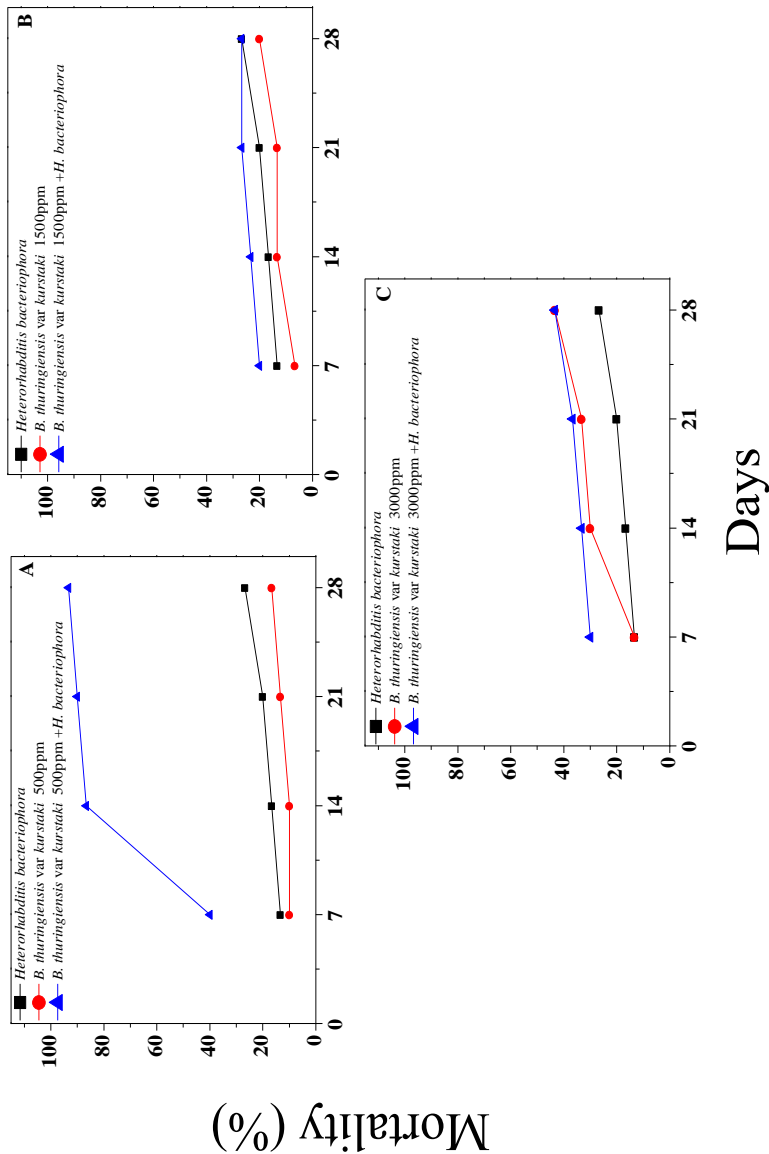 Mortality (%)
A
Heterorhabditis bacteriophora
B. thuringiensis var kurstaki 500ppm
B. thuringiensis var kurstaki 500ppm +H. bacteriophora
100
80
60
40
20
0
0 7 14 21 28
B
Heterorhabditis bacteriophora
B. thuringiensis var kurstaki 1500ppm
B. thuringiensis var kurstaki 1500ppm +H. bacteriophora
100
80
60
40
20
0
0 7 14 21 28
C
Heterorhabditis bacteriophora
B. thuringiensis var kurstaki 3000ppm
B. thuringiensis var kurstaki 3000ppm +H. bacteriophora
100
80
60
40
20
0
0 7 14 21 28
Days